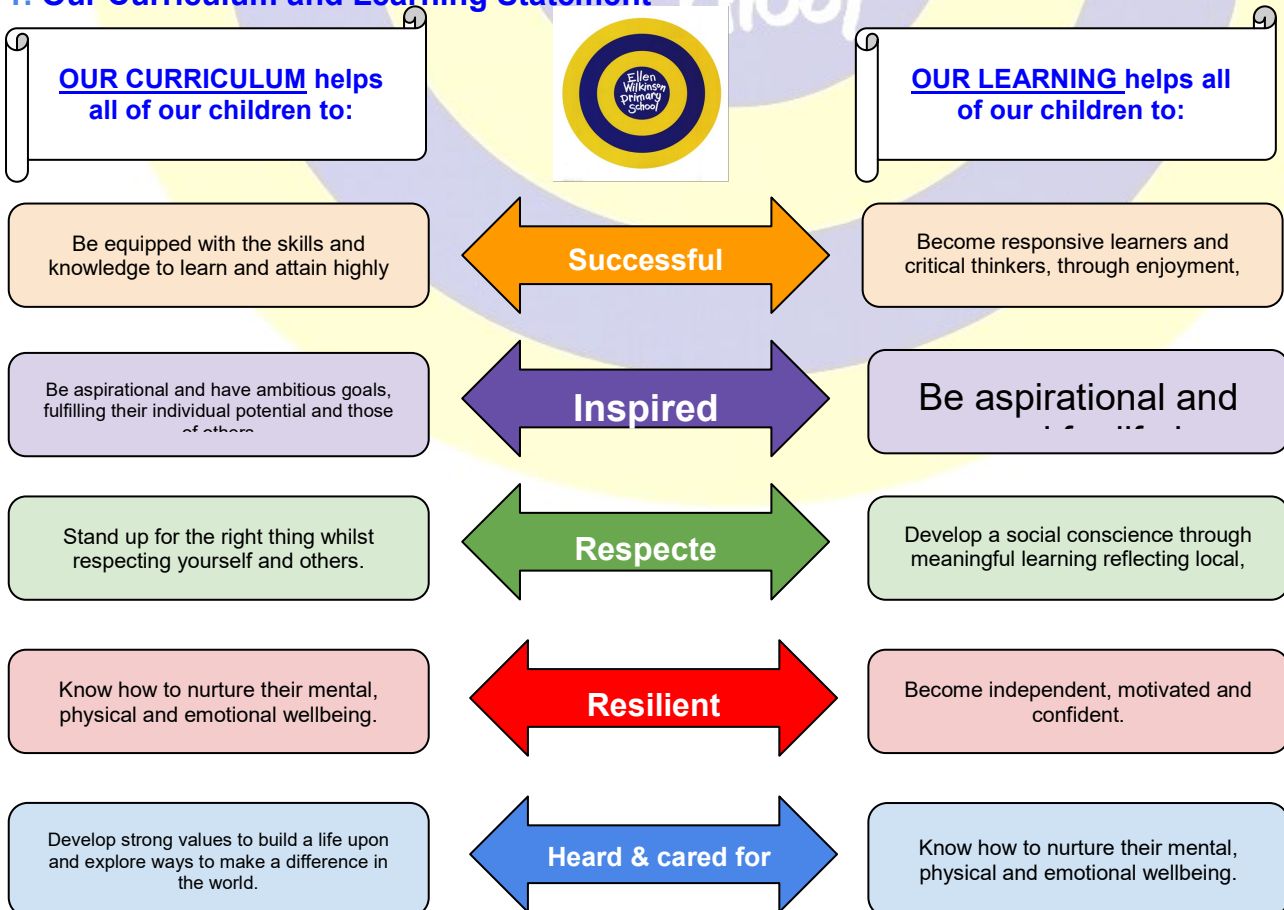 1. Our Curriculum and Learning Statement
OUR CURRICULUM helps
all of our children to:
Ellen
Wilkinson
Primary
School
OUR LEARNING helps all
of our children to:
Be equipped with the skills and
knowledge to learn and attain highly
Successful
Become responsive learners and
critical thinkers, through enjoyment,
Be aspirational and have ambitious goals,
fulfilling their individual potential and those
of others
Inspired
Be aspirational and
Stand up for the right thing whilst
respecting yourself and others.
Respecte
Develop a social conscience through
meaningful learning reflecting local,
Know how to nurture their mental,
physical and emotional wellbeing.
Resilient
Become independent, motivated and
confident.
Develop strong values to build a life upon
and explore ways to make a difference in
the world.
Heard & cared for
Know how to nurture their mental,
physical and emotional wellbeing.